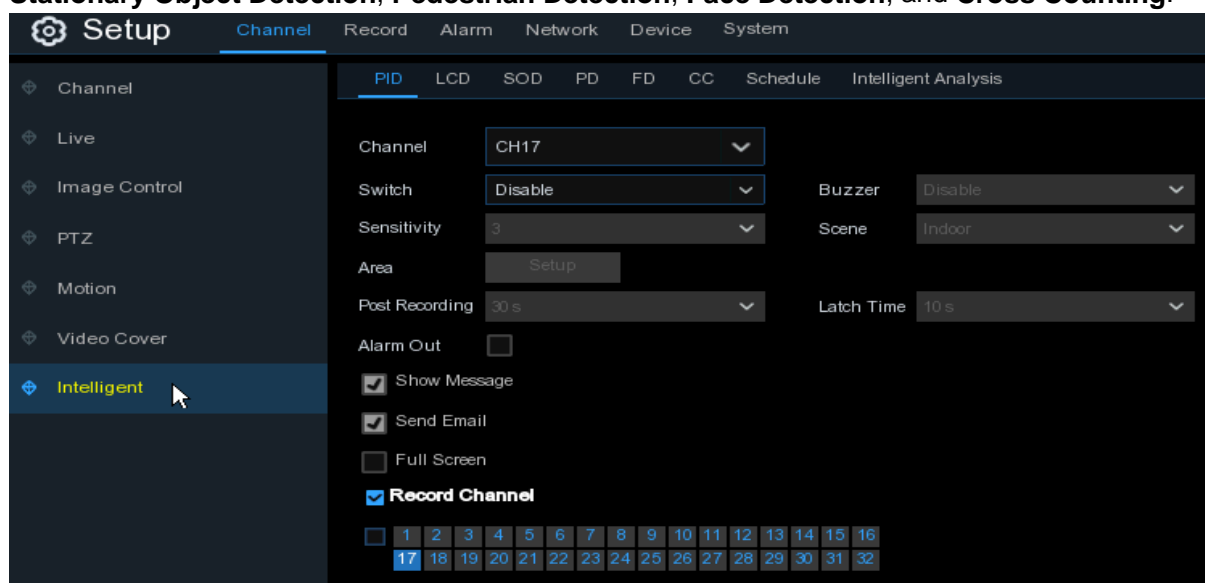 Stationary Object Detection, Pedestrian Detection, Face Detection, and Cross Counting.
Setup Channel Record Alarm Network Device System
PID LCD SOD PD FD CC Schedule Intelligent Analysis
Channel
Live
Image Control
PTZ
Motion
Video Cover
Intelligent
Channel CH17
Switch Disable Buzzer Disable
Sensitivity 3 Scene Indoor
Area Setup
Post Recording 30 s Latch Time 10 s
Alarm Out
Show Message
Send Email
Full Screen
Record Channel
1 2 3 4 5 6 7 8 9 10 11 12 13 14 15 16
17 18 19 20 21 22 23 24 25 26 27 28 29 30 31 32